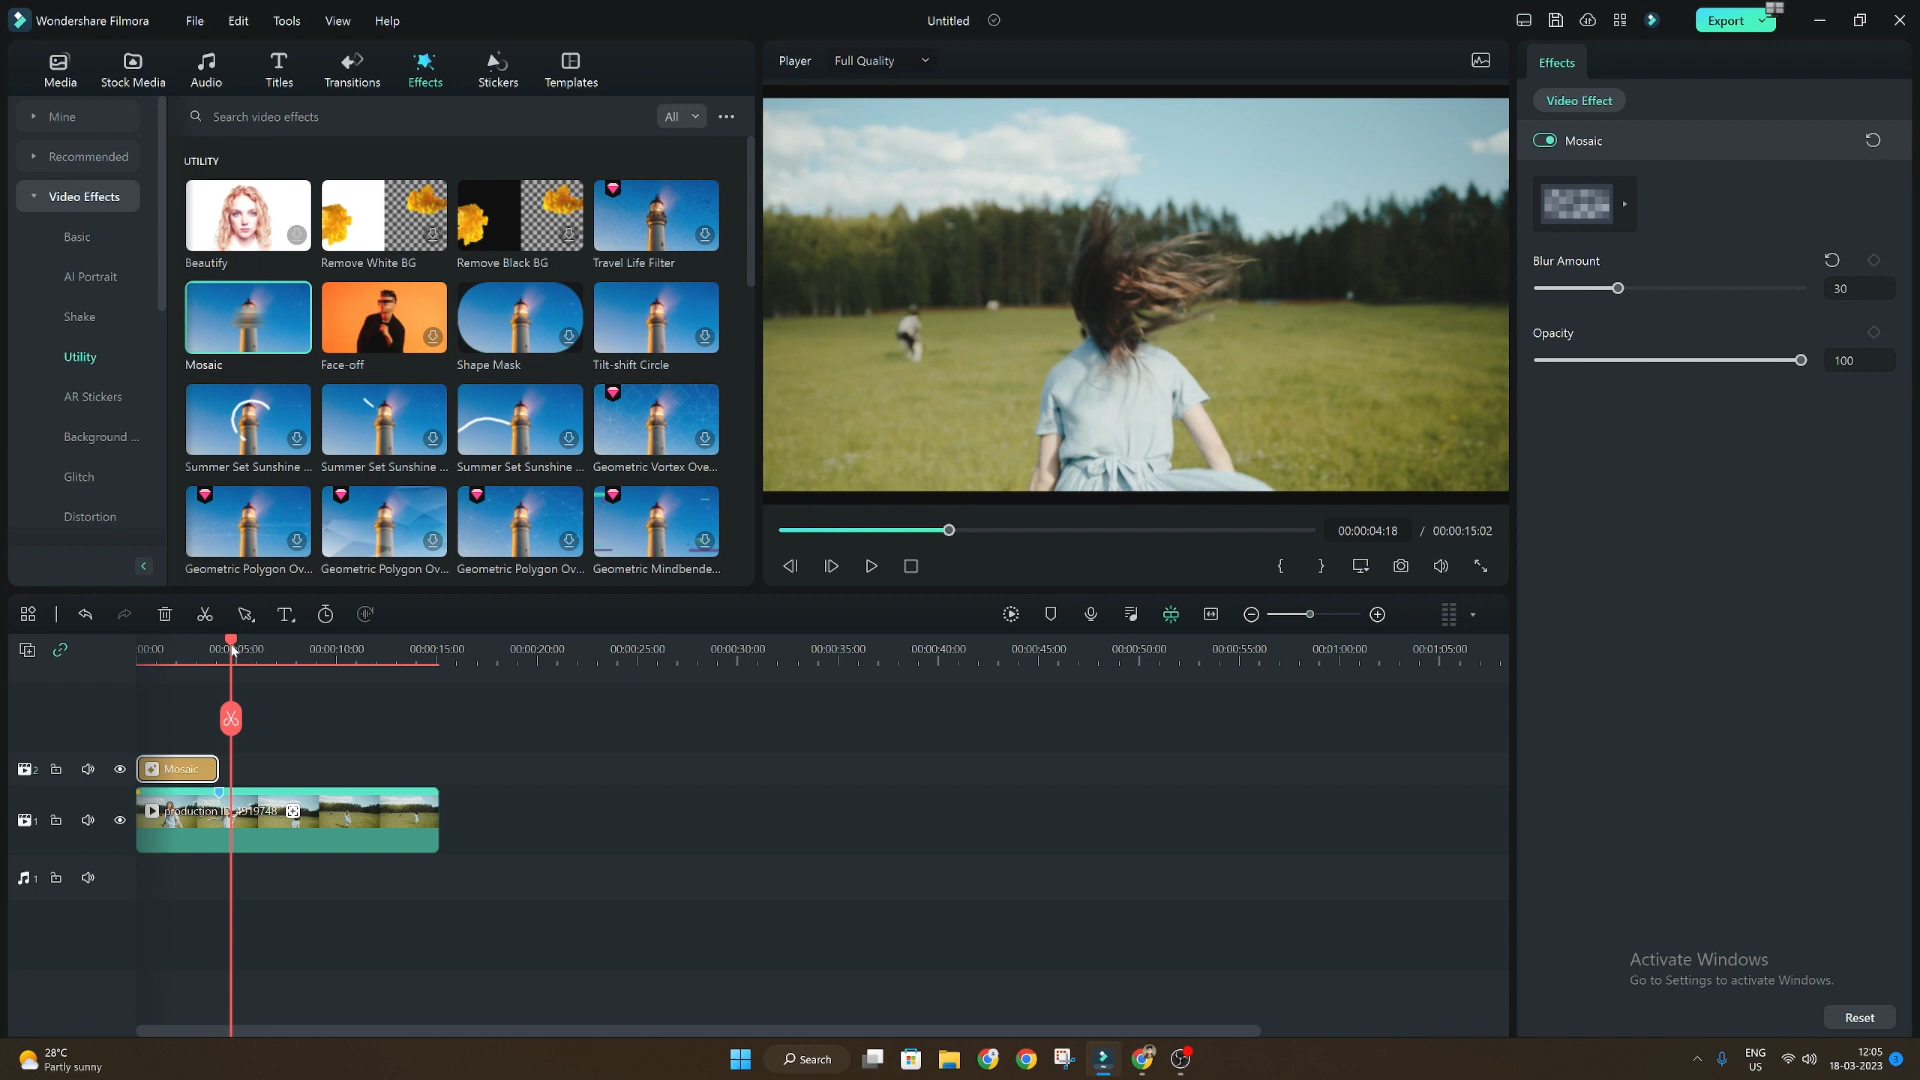 Wondershare Filmora
File
Edit
Tools
View
Help
Untitled
Export
Media
Stock Media
Audio
Titles
Transitions
Effects
Stickers
Templates
Player
Full Quality
Effects
Mine
Recommended
Video Effects
Basic
AI Portrait
Shake
Utility
AR Stickers
Background ...
Glitch
Distortion
Search video effects
All
UTILITY
Beautify
Remove White BG
Remove Black BG
Travel Life Filter
Mosaic
Face-off
Shape Mask
Tilt-shift Circle
Summer Set Sunshine ...
Summer Set Sunshine ...
Summer Set Sunshine ...
Geometric Vortex Ove...
Geometric Polygon Ov...
Geometric Polygon Ov...
Geometric Polygon Ov...
Geometric Mindbende...
00:00:04:18 / 00:00:15:02
Video Effect
Mosaic
Blur Amount
30
Opacity
100
:00:00
00:00:10:00
00:00:15:00
00:00:20:00
00:00:25:00
00:00:30:00
00:00:35:00
00:00:40:00
00:00:45:00
00:00:50:00
00:00:55:00
00:01:00:00
00:01:05:00
2
Mosaic
1
production
4919748
1
Activate Windows
Go to Settings to activate Windows.
Reset
28°C
Partly sunny
Search
ENG
US
12:05
18-03-2023
3